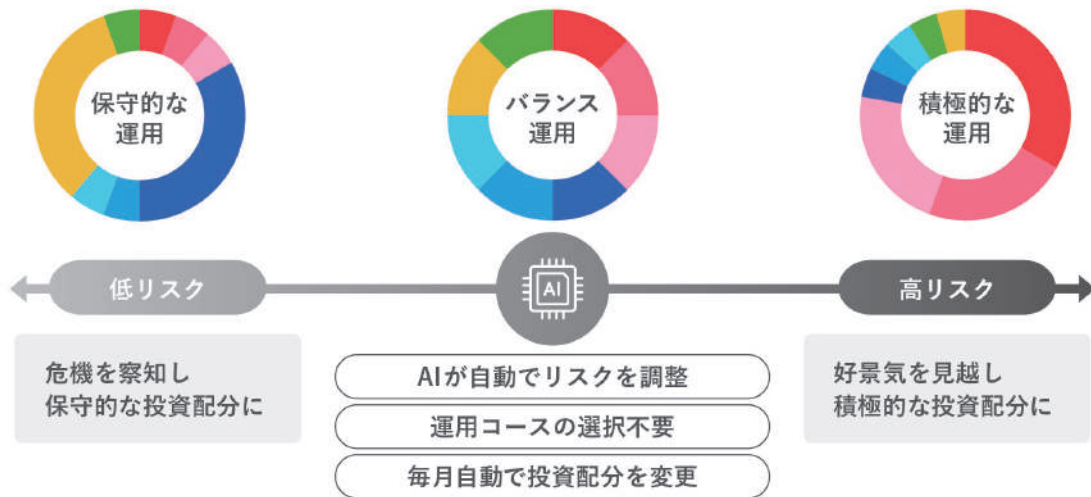 保守的な
運用
バランス
運用
積極的な
運用
低リスク
AI
高リスク
危機を察知し
保守的な投資配分に
AIが自動でリスクを調整
運用コースの選択不要
毎月自動で投資配分を変更
好景気を見越し
積極的な投資配分に